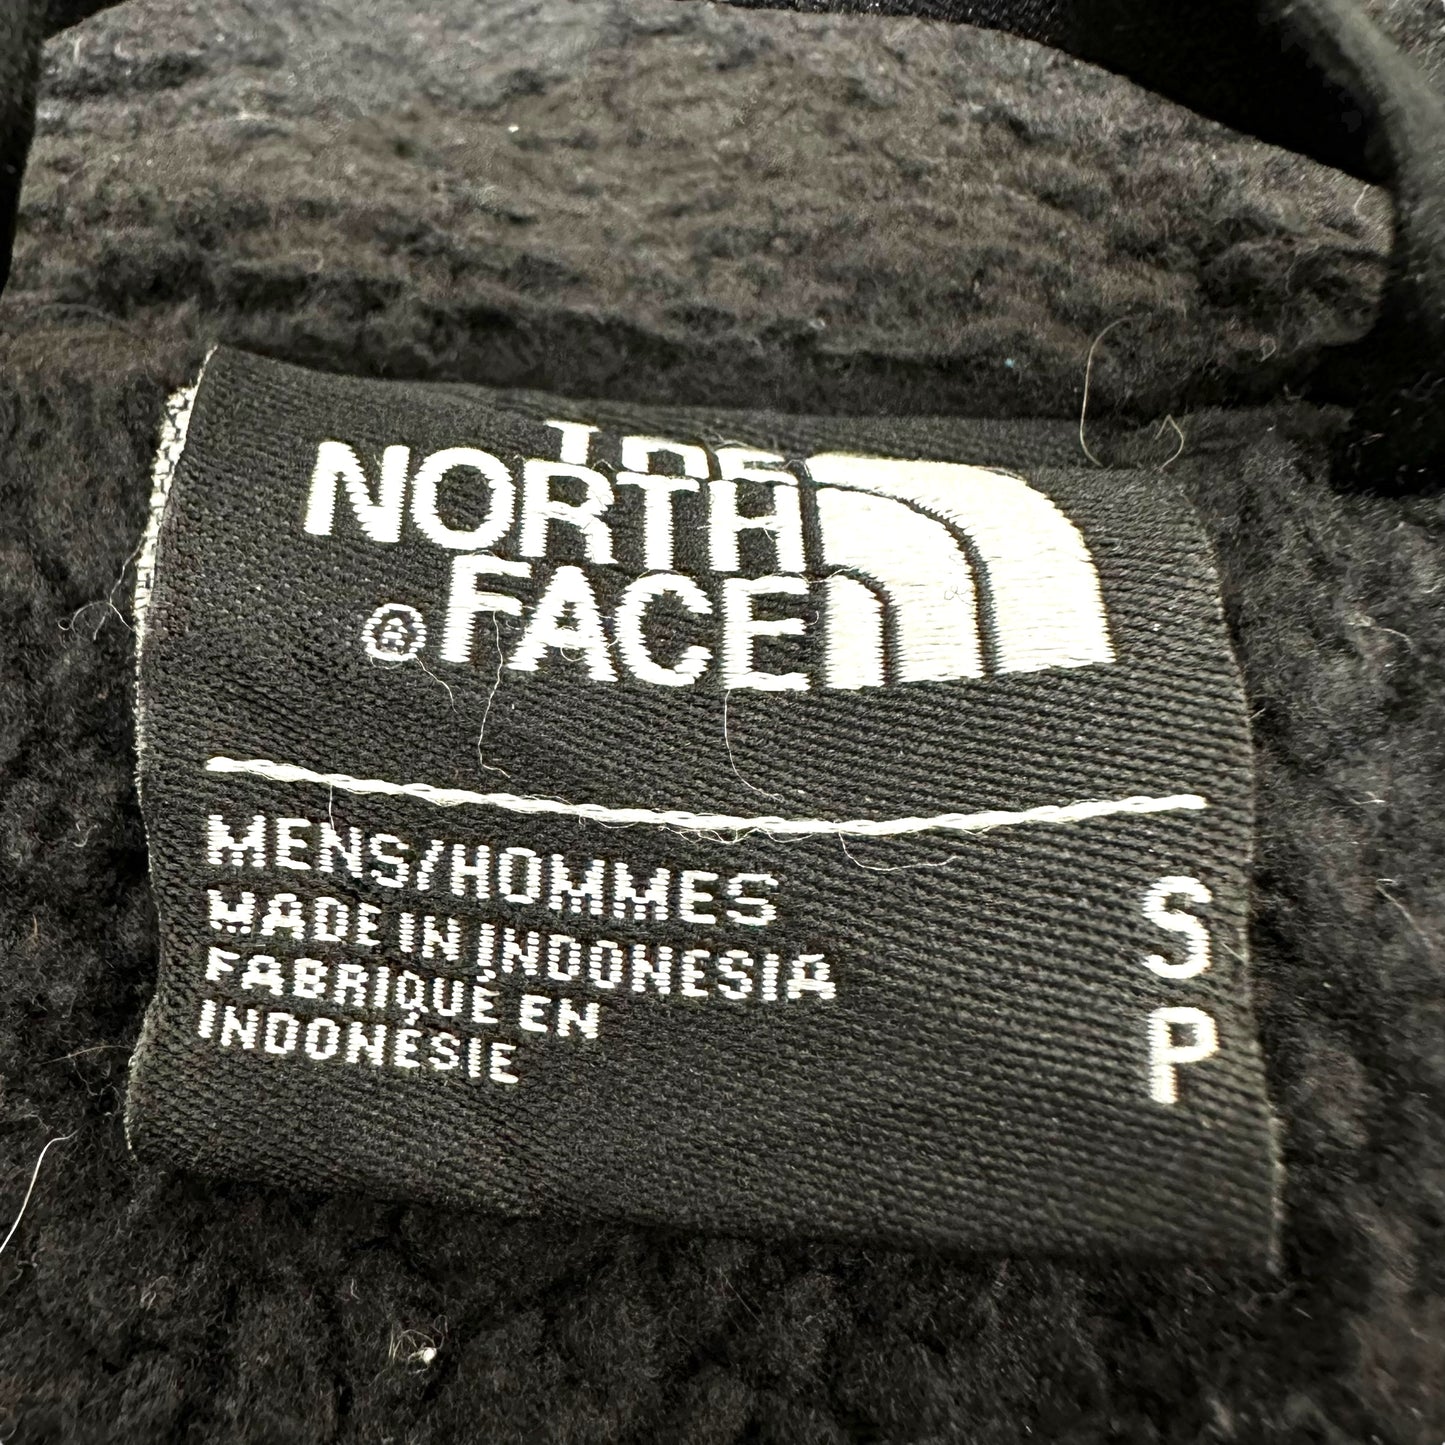 THE
NORTH
® FACE
MENS/HOMMES
MADE IN INDONESIA
FABRIQUÉ EN
INDONÉSIE
S
P